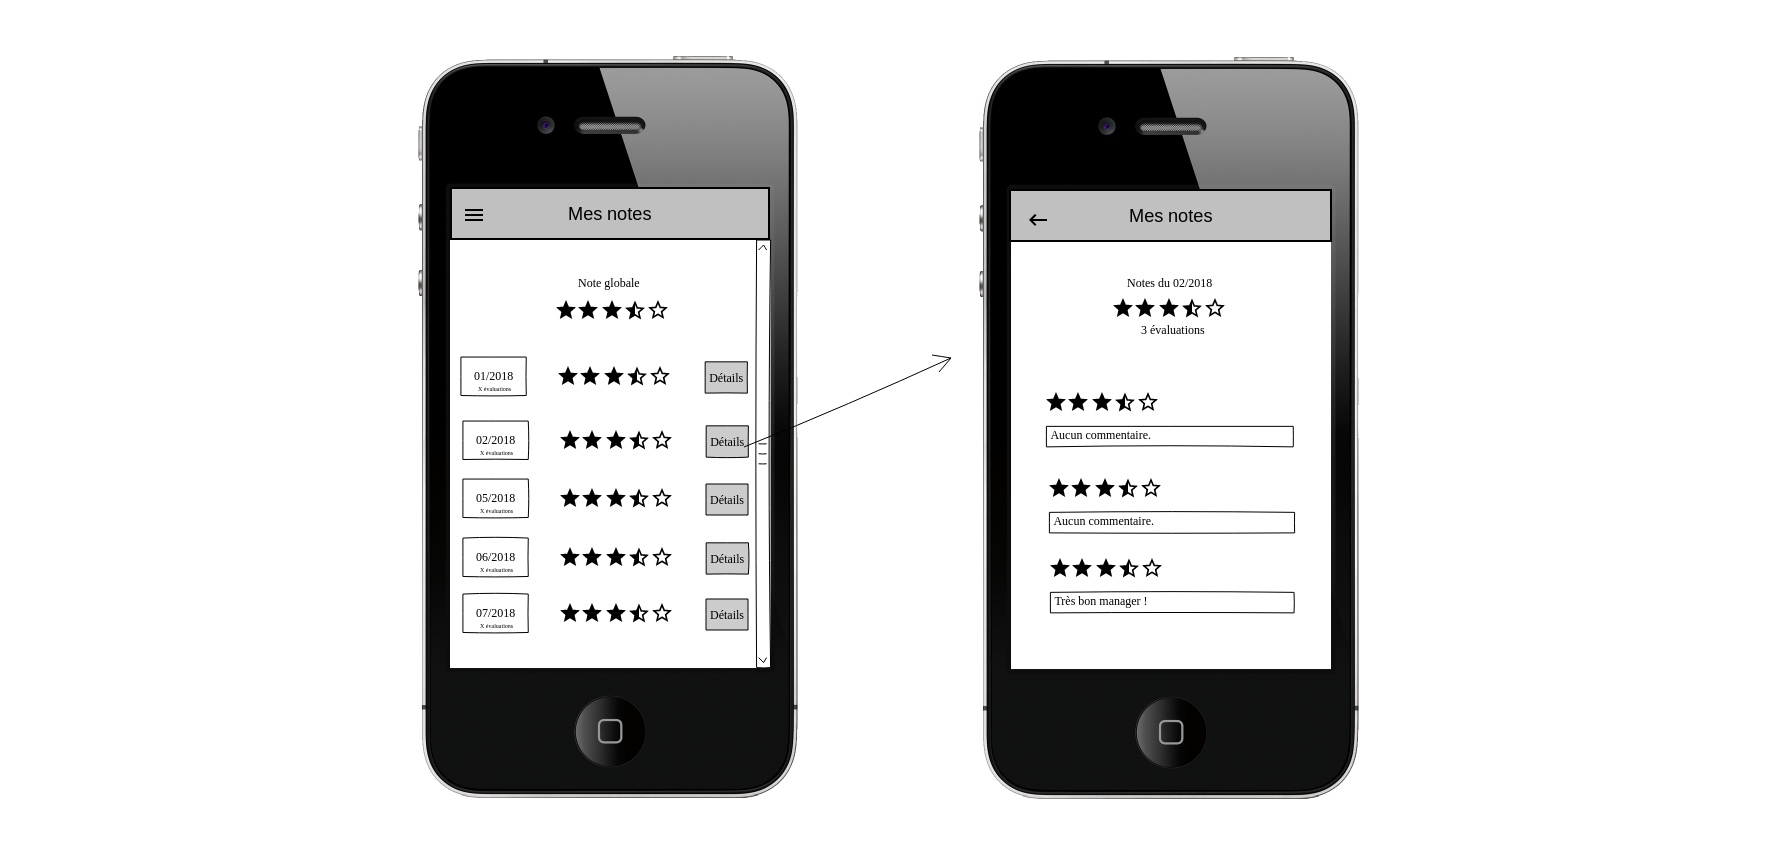 Mes notes
Note globale
01/2018
X évaluations
Détails
02/2018
X évaluations
Détails
05/2018
X évaluations
Détails
06/2018
X évaluations
Détails
07/2018
X évaluations
Détails
Mes notes
Notes du 02/2018
3 évaluations
Aucun commentaire.
Aucun commentaire.
Très bon manager !